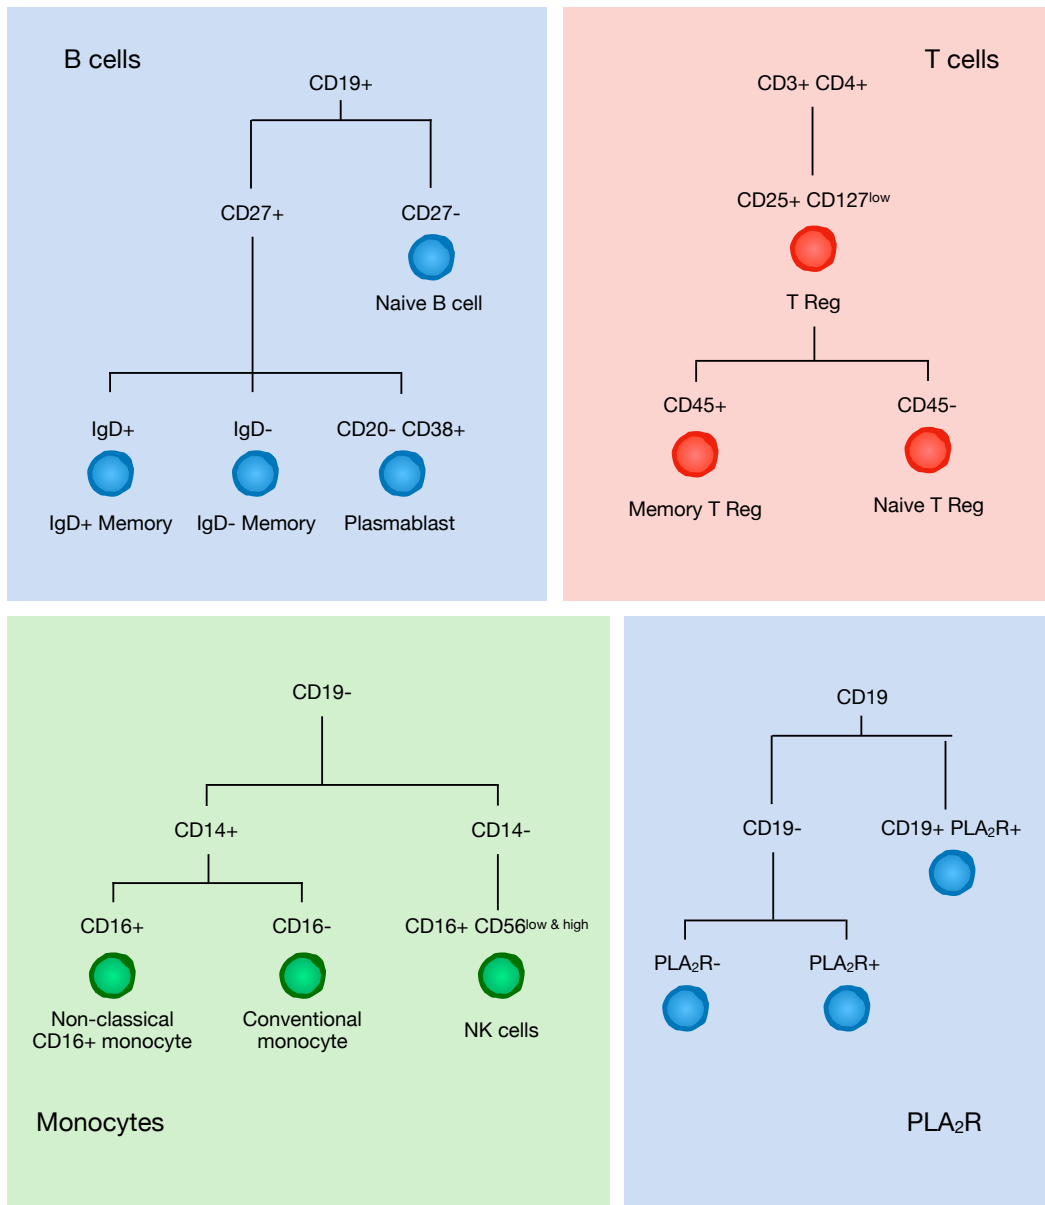 B cells
CD19+
CD27+ CD27-
Naive B cell
IgD+ IgD- CD20- CD38+
IgD+ Memory IgD- Memory Plasmablast
T cells
CD3+ CD4+
CD25+ CD127low
T Reg
CD45+ CD45-
Memory T Reg Naive T Reg
CD19-
CD14+ CD14-
CD16+ CD16- CD16+ CD56low & high
Non-classical
CD16+ monocyte
Conventional
monocyte
NK cells
Monocytes
CD19
CD19- CD19+ PLA₂R+
PLA₂R- PLA₂R+
PLA₂R